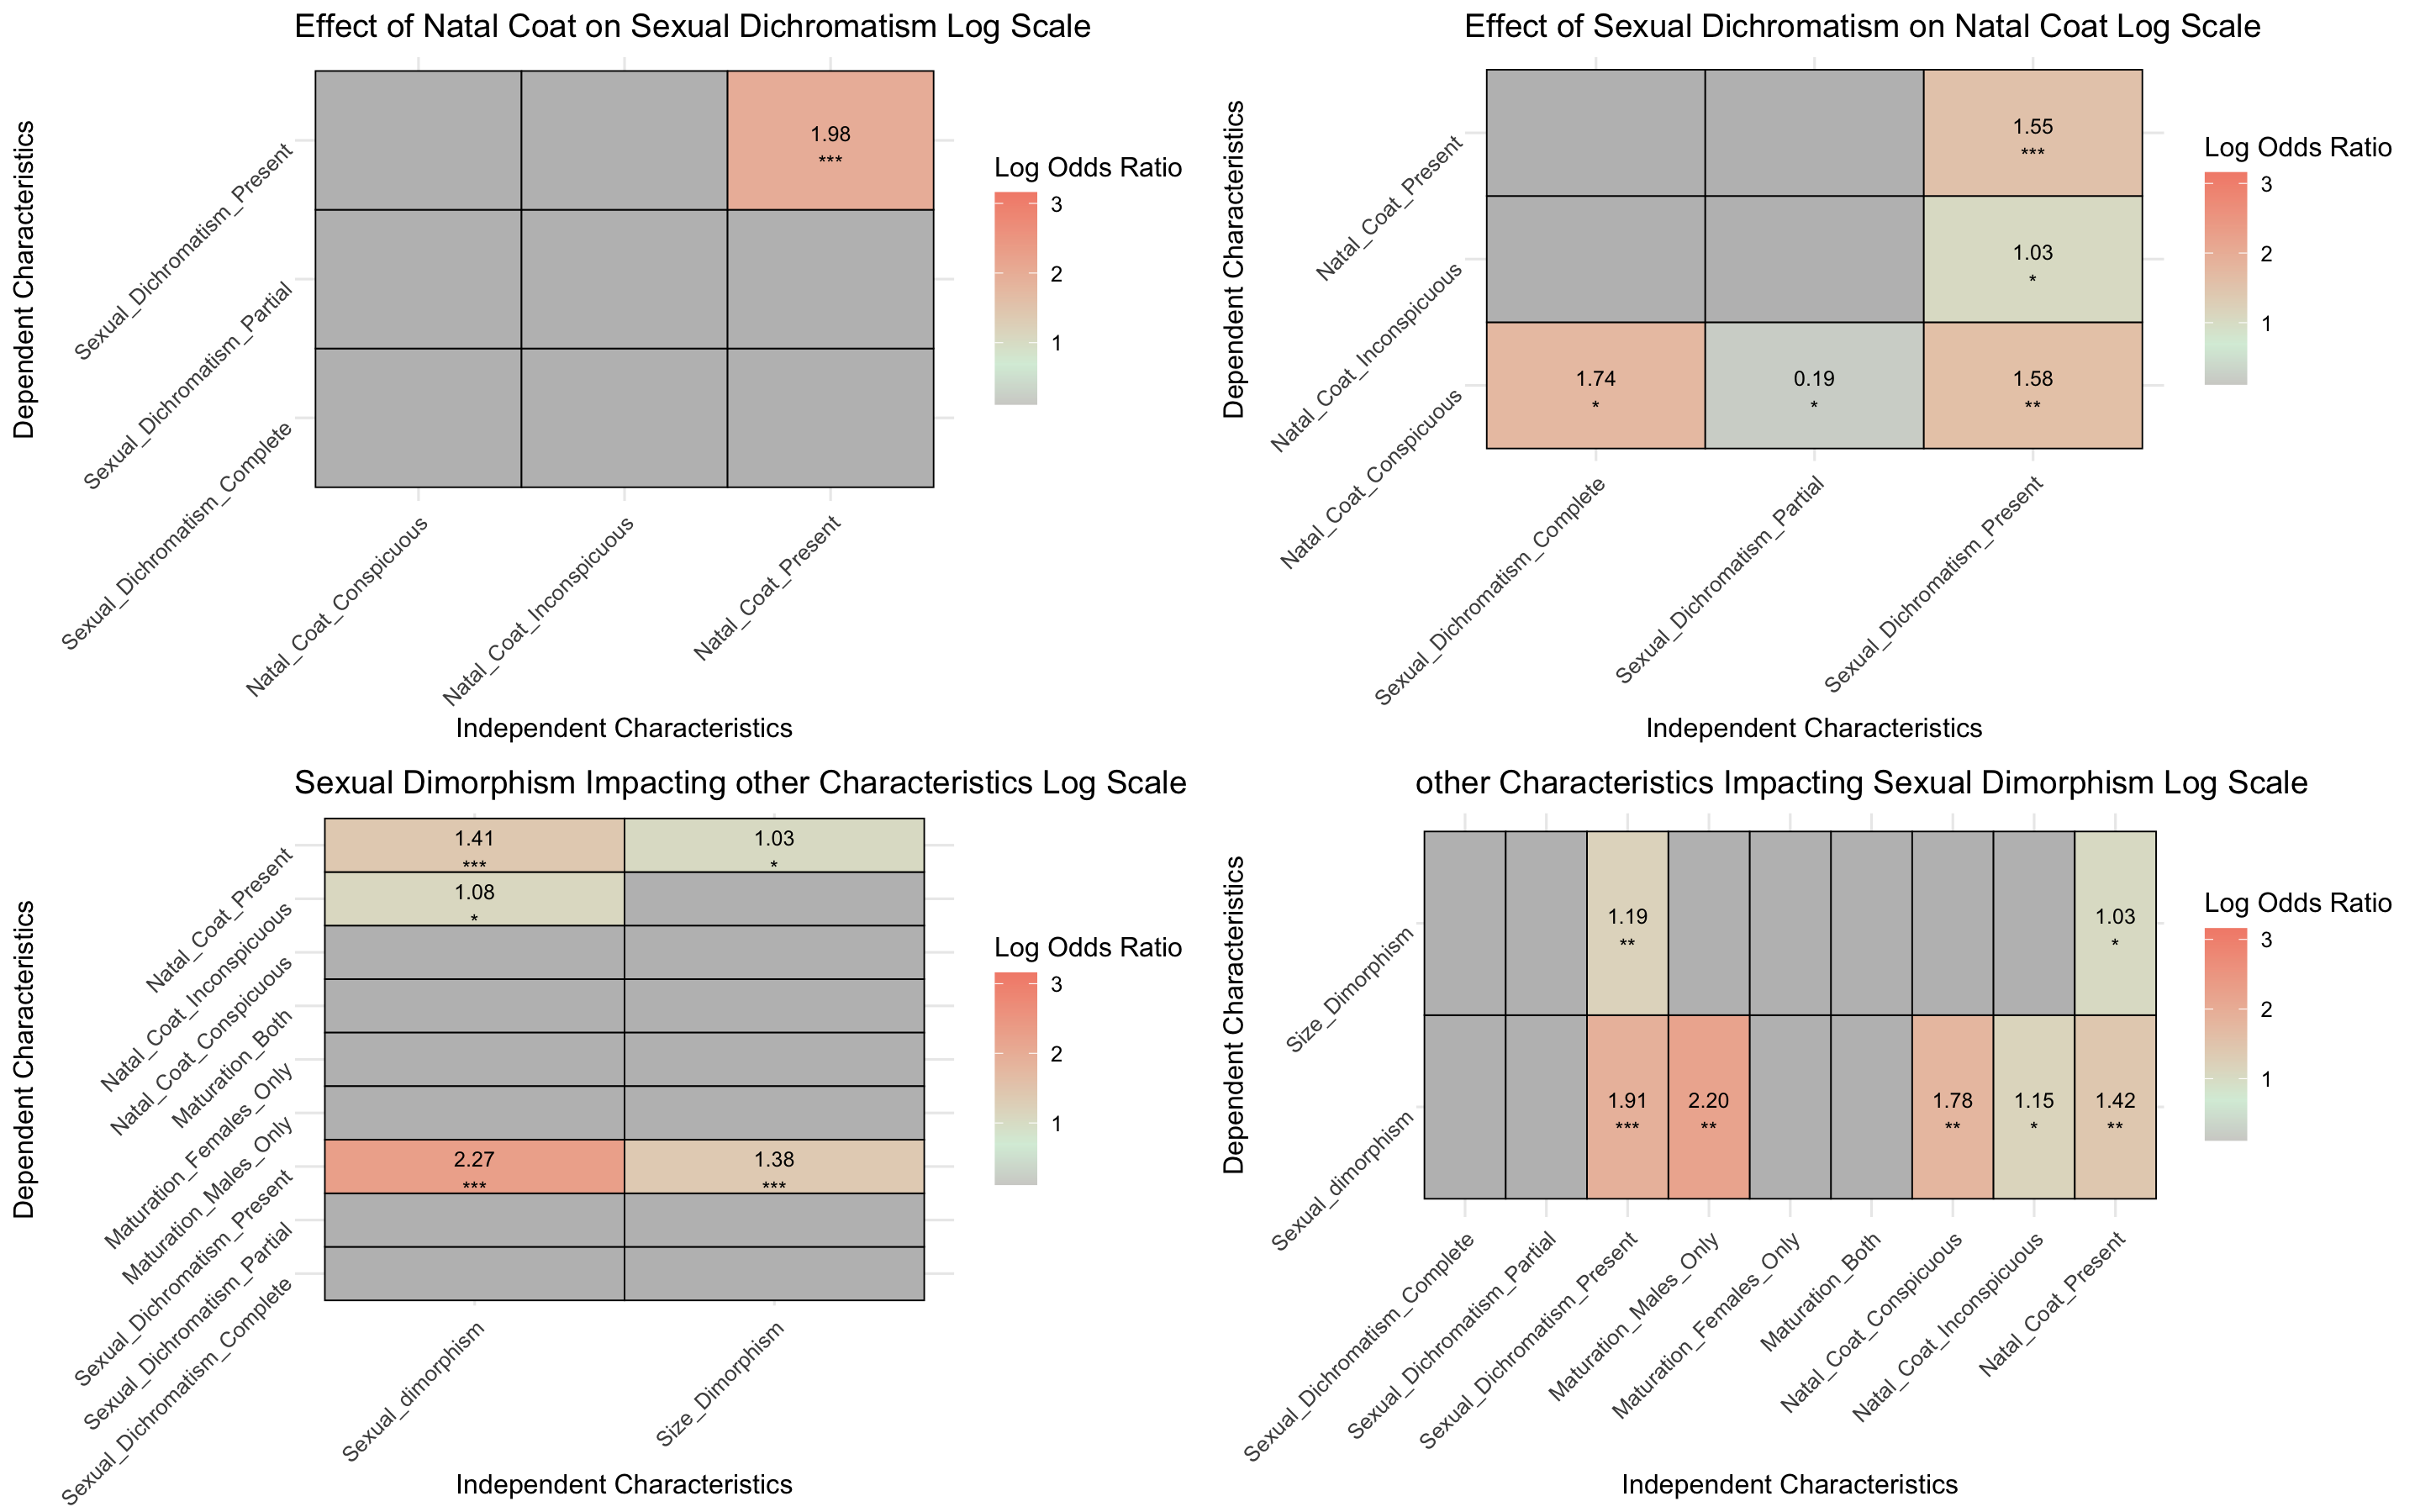 Effect of Natal Coat on Sexual Dichromatism Log Scale
Dependent Characteristics
Sexual_Dichromatism_Present
Sexual_Dichromatism_Partial
Sexual_Dichromatism_Complete
1.98
***
Natal_Coat_Conspicuous
Natal_Coat_Inconspicuous
Natal_Coat_Present
Independent Characteristics
Log Odds Ratio
3
2
1
Effect of Sexual Dichromatism on Natal Coat Log Scale
Dependent Characteristics
Natal_Coat_Present
Natal_Coat_Inconspicuous
Natal_Coat_Conspicuous
1.55
***
1.03
*
1.74
*
0.19
*
1.58
**
Sexual_Dichromatism_Complete
Sexual_Dichromatism_Partial
Sexual_Dichromatism_Present
Independent Characteristics
Log Odds Ratio
3
2
1
Sexual Dimorphism Impacting other Characteristics Log Scale
Dependent Characteristics
Natal_Coat_Present
Natal_Coat_Inconspicuous
Natal_Coat_Conspicuous
Maturation_Both
Maturation_Females_Only
Maturation_Males_Only
Sexual_Dichromatism_Present
Sexual_Dichromatism_Partial
Sexual_Dichromatism_Complete
1.41
***
1.03
*
1.08
*
2.27
***
1.38
***
Sexual_dimorphism
Size_Dimorphism
Independent Characteristics
Log Odds Ratio
3
2
1
other Characteristics Impacting Sexual Dimorphism Log Scale
Dependent Characteristics
Size_Dimorphism
Sexual_dimorphism
1.19
**
1.03
*
1.91
***
2.20
**
1.78
**
1.15
*
1.42
**
Sexual_Dichromatism_Complete
Sexual_Dichromatism_Partial
Sexual_Dichromatism_Present
Maturation_Males_Only
Maturation_Females_Only
Maturation_Both
Natal_Coat_Conspicuous
Natal_Coat_Inconspicuous
Natal_Coat_Present
Independent Characteristics
Log Odds Ratio
3
2
1